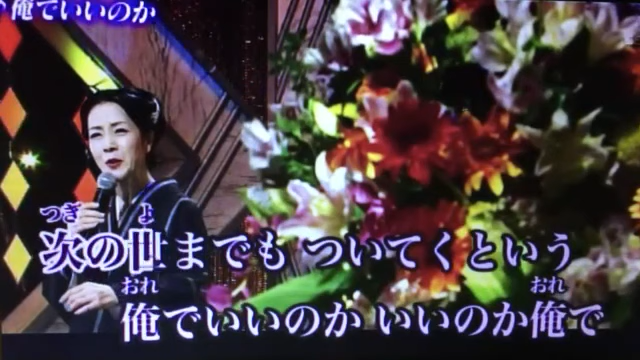 俺でいいのか
つぎ よ
次の世までも ついてくという
おれ おれ
俺でいいのか いいのか俺で